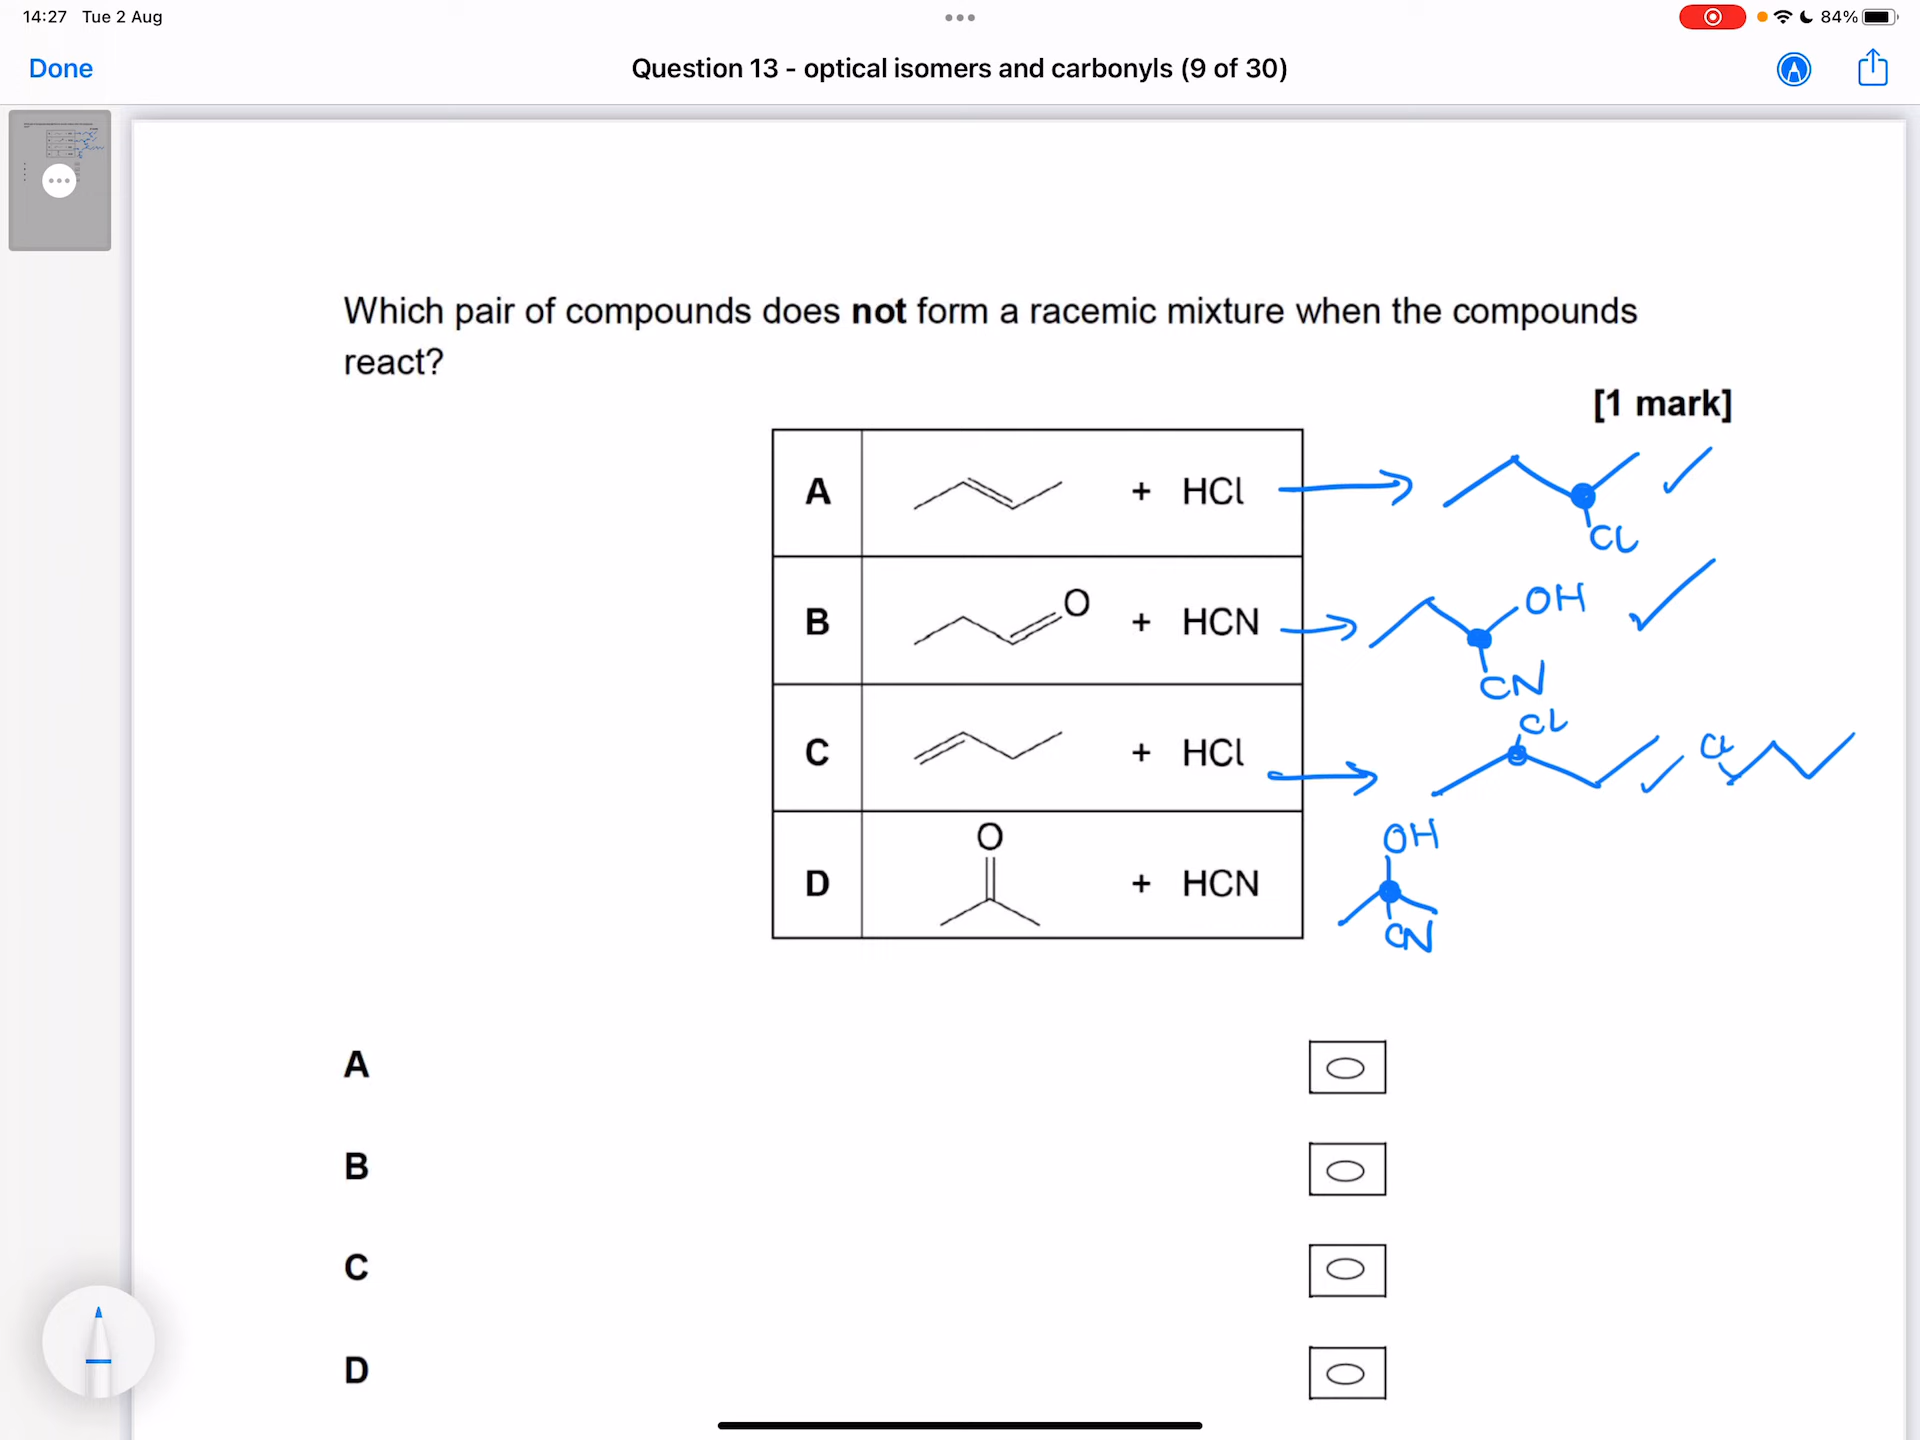 14:27 Tue 2 Aug
84%
Done
Question 13 - optical isomers and carbonyls (9 of 30)
Which pair of compounds does not form a racemic mixture when the compounds
react?
[1 mark]
A + HCl
CL
B O + HCN
OH
CN
C + HCl
CL
Cl
D O + HCN
OH
CN
A
B
C
D